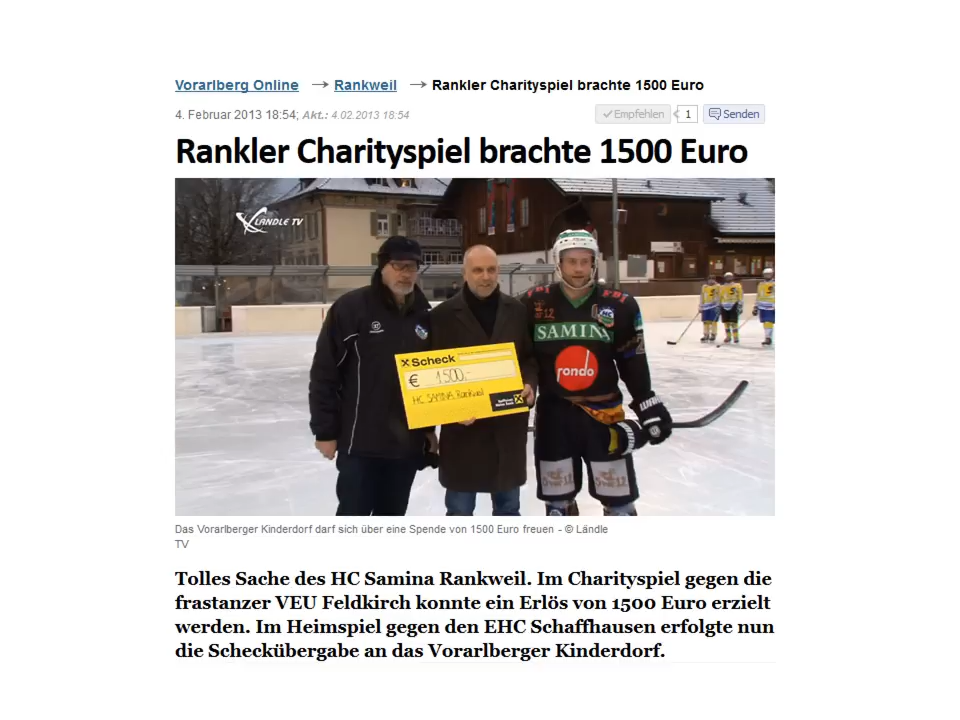 Vorarlberg Online → Rankweil → Rankler Charityspiel brachte 1500 Euro
4. Februar 2013 18:54; Akt.: 4.02.2013 18:54
Empfehlen 1 Senden
Rankler Charityspiel brachte 1500 Euro
LÄNDLE TV
SAMINA
rondo
Scheck
€ 1500,-
HC SAMINA Rankweil
Das Vorarlberger Kinderdorf darf sich über eine Spende von 1500 Euro freuen - © Ländle
TV
Tolles Sache des HC Samina Rankweil. Im Charityspiel gegen die
frastanzer VEU Feldkirch konnte ein Erlös von 1500 Euro erzielt
werden. Im Heimspiel gegen den EHC Schaffhausen erfolgte nun
die Scheckübergabe an das Vorarlberger Kinderdorf.